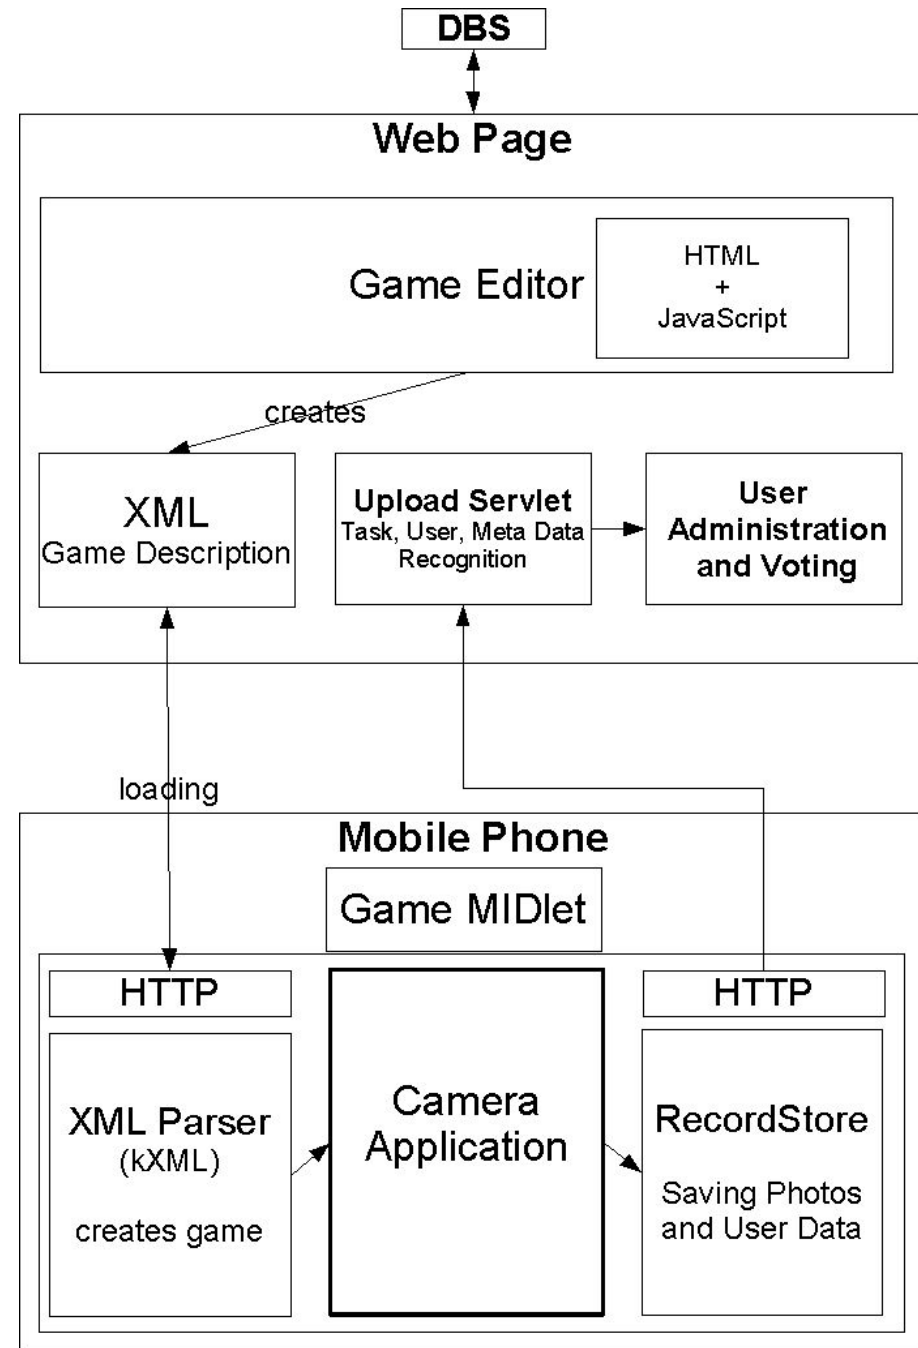 DBS
Web Page
Game Editor
HTML
+
JavaScript
creates
XML
Game Description
Upload Servlet
Task, User, Meta Data
Recognition
User
Administration
and Voting
loading
Mobile Phone
Game MIDlet
HTTP
XML Parser
(kXML)
creates game
Camera
Application
HTTP
RecordStore
Saving Photos
and User Data